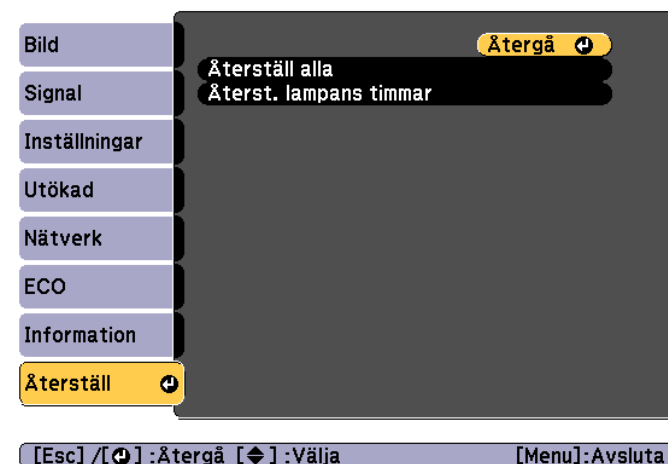 Bild
Signal
Inställningar
Utökad
Nätverk
ECO
Information
Återställ
Återgå
Återställ alla
Återst. lampans timmar
[Esc] /[ ] :Återgå [ ] :Välja [Menu]:Avsluta